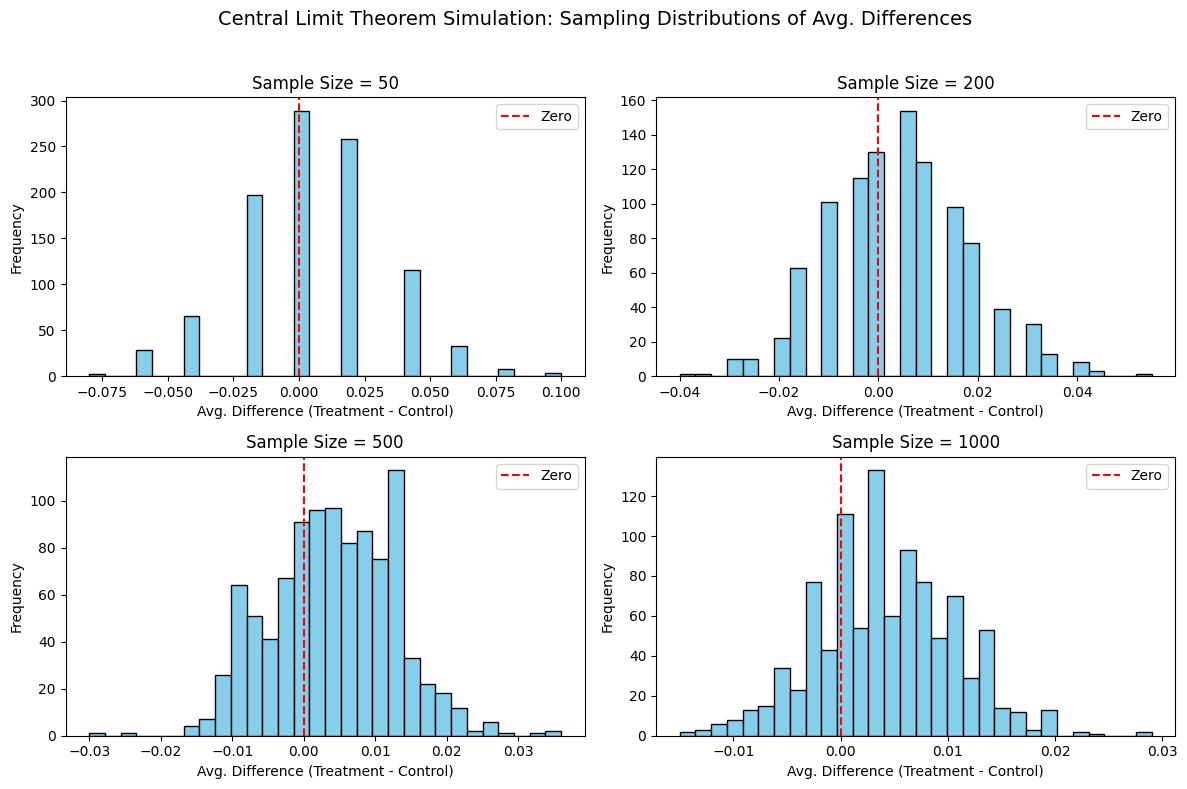 Central Limit Theorem Simulation: Sampling Distributions of Avg. Differences
Sample Size = 50
300
250
200
150
100
50
0
Frequency
Zero
−0.075 −0.050 −0.025 0.000 0.025 0.050 0.075 0.100
Avg. Difference (Treatment - Control)
Sample Size = 200
160
140
120
100
80
60
40
20
0
Frequency
Zero
−0.04 −0.02 0.00 0.02 0.04
Avg. Difference (Treatment - Control)
Sample Size = 500
100
80
60
40
20
0
Frequency
Zero
−0.03 −0.02 −0.01 0.00 0.01 0.02 0.03
Avg. Difference (Treatment - Control)
Sample Size = 1000
120
100
80
60
40
20
0
Frequency
Zero
−0.01 0.00 0.01 0.02 0.03
Avg. Difference (Treatment - Control)